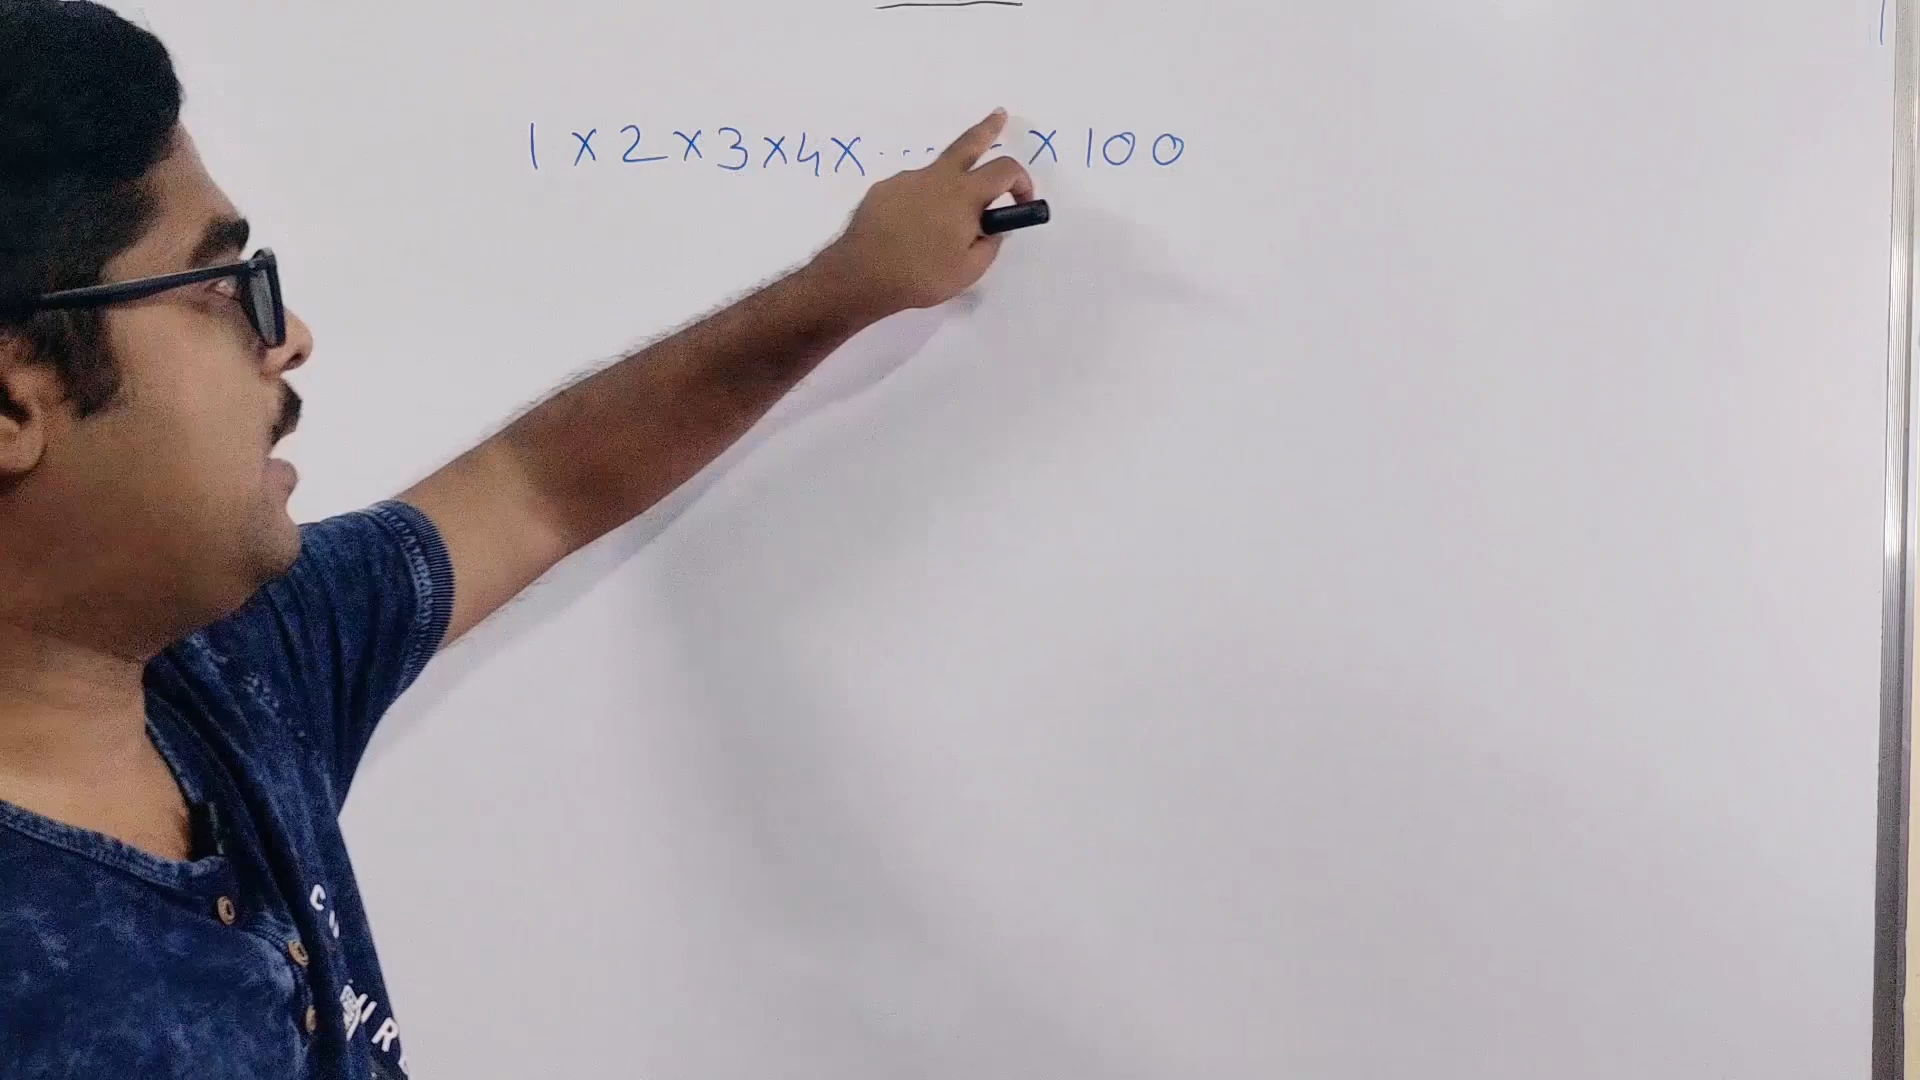 1 x 2 x 3 x 4 x ....... x 100